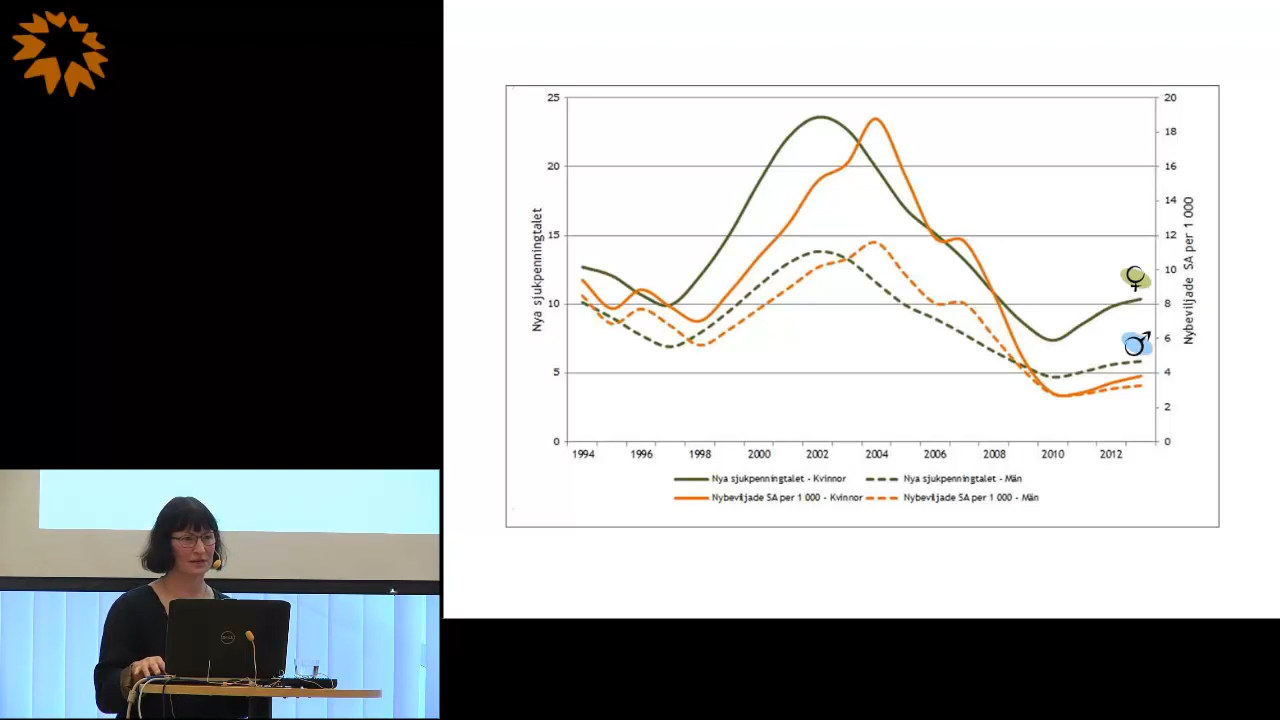 25
20
15
10
5
0
Nya sjukpenningtalet
20
18
16
14
12
10
8
6
4
2
0
Nybeviljade SA per 1 000
1994 1996 1998 2000 2002 2004 2006 2008 2010 2012
Nya sjukpenningtalet - Kvinnor Nya sjukpenningtalet - Män
Nybeviljade SA per 1 000 - Kvinnor Nybeviljade SA per 1 000 - Män
DELL